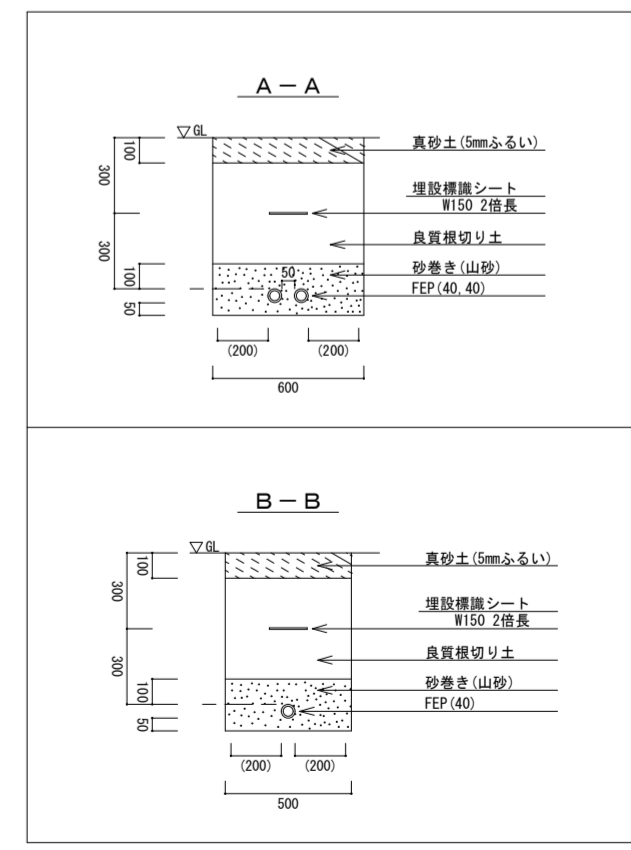 A－A
▽GL
100
300
300
100
50
50
(200)
(200)
600
真砂土(5mmふるい)
埋設標識シート
W150 2倍長
良質根切り土
砂巻き(山砂)
FEP(40,40)
B－B
▽GL
100
300
300
100
50
(200)
(200)
500
真砂土(5mmふるい)
埋設標識シート
W150 2倍長
良質根切り土
砂巻き(山砂)
FEP(40)